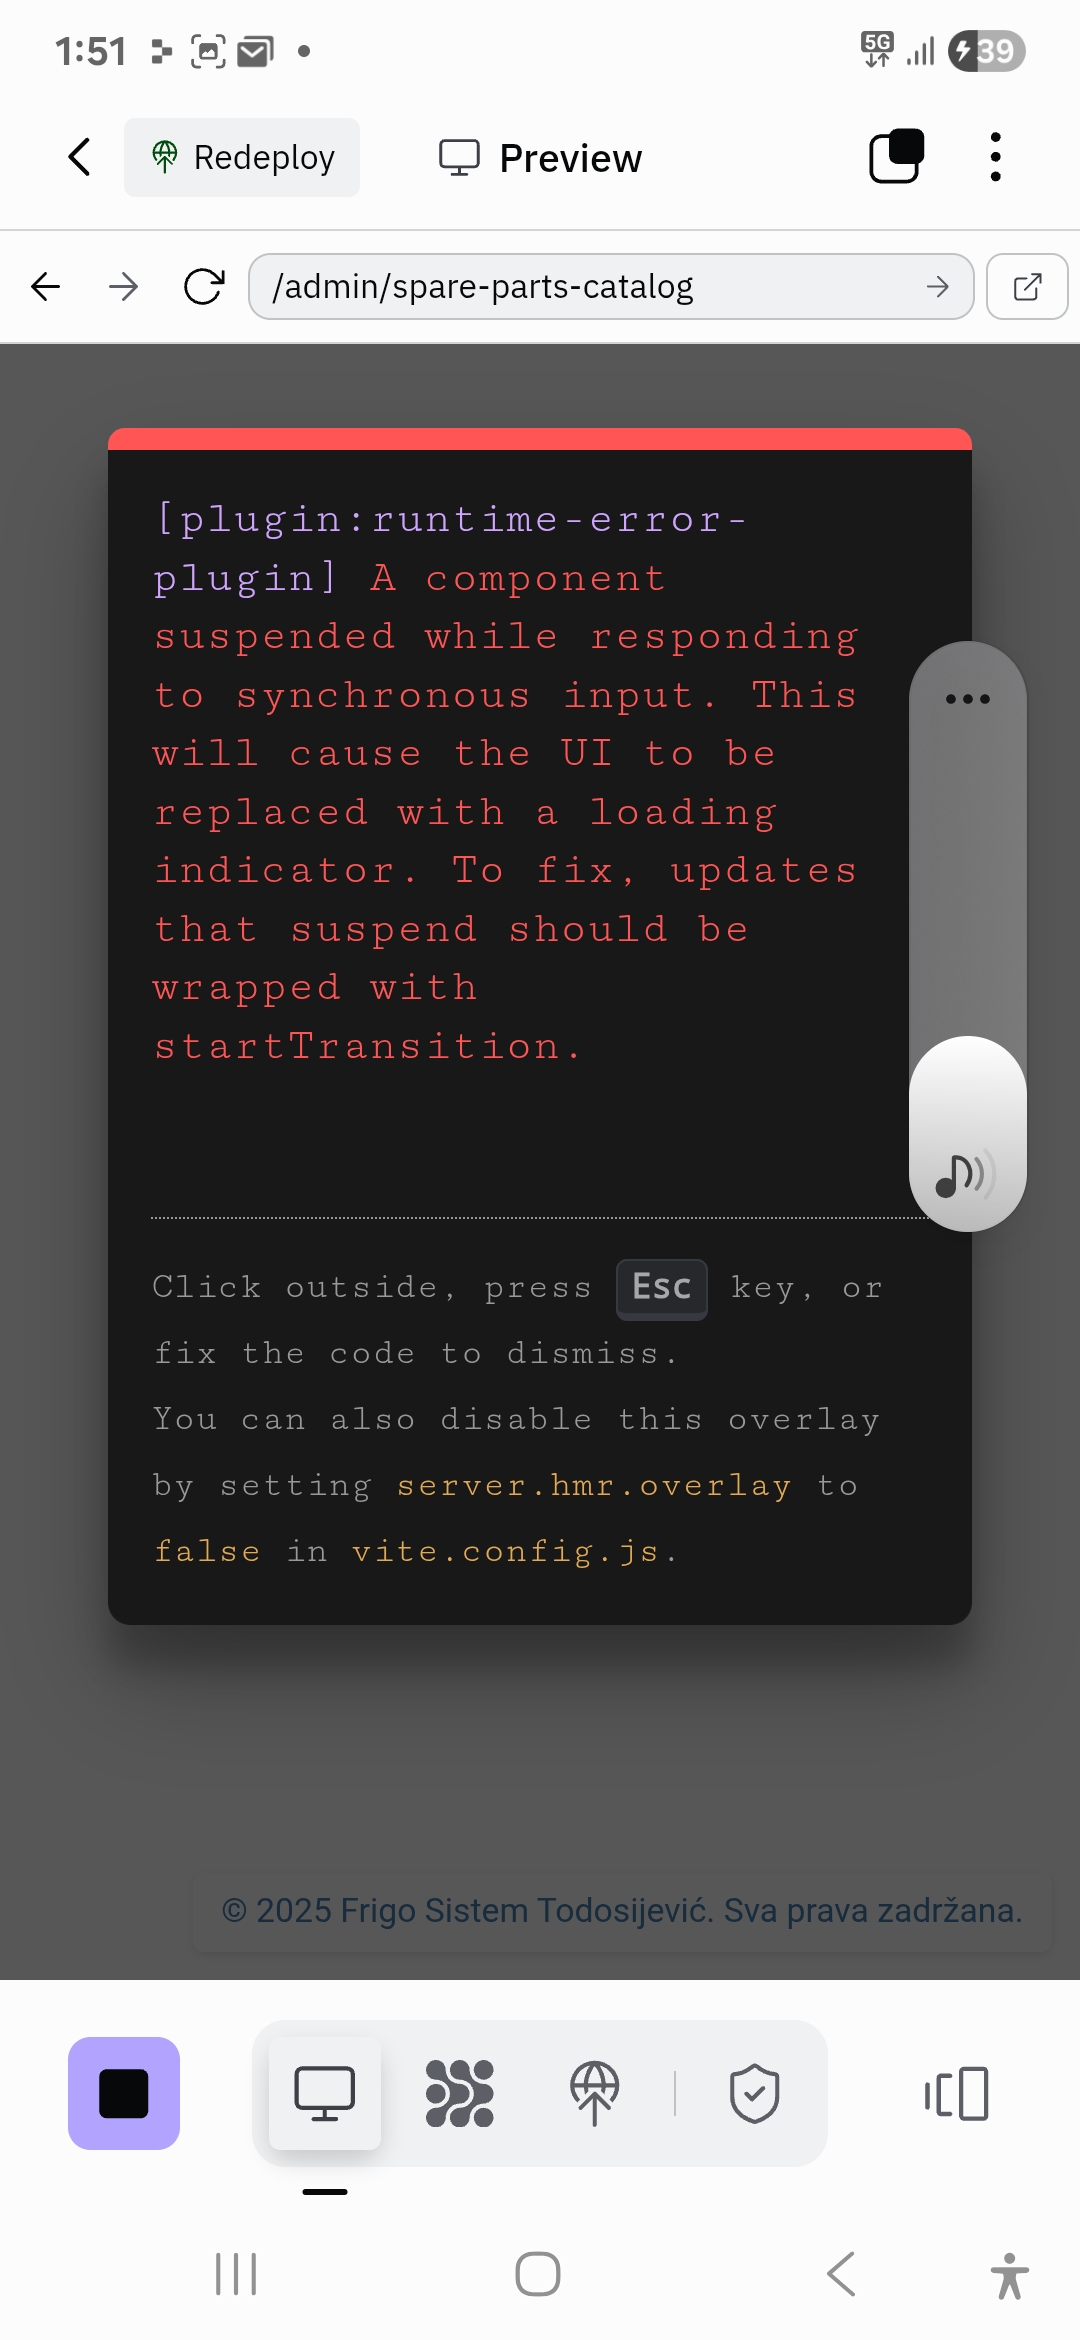 1:51
5G
39
Redeploy
Preview
/admin/spare-parts-catalog
[plugin:runtime-error-
plugin] A component
suspended while responding
to synchronous input. This
will cause the UI to be
replaced with a loading
indicator. To fix, updates
that suspend should be
wrapped with
startTransition.
Click outside, press Esc key, or
fix the code to dismiss.
You can also disable this overlay
by setting server.hmr.overlay to
false in vite.config.js.
© 2025 Frigo Sistem Todosijević. Sva prava zadržana.